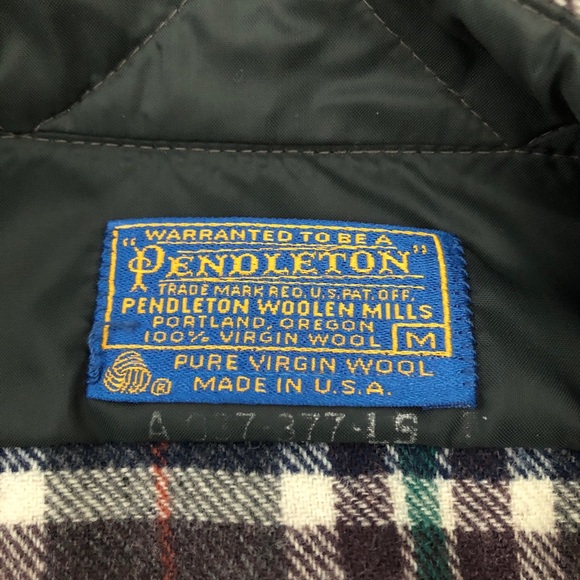 WARRANTED TO BE A
"PENDLETON"
TRADE MARK REG. U.S. PAT. OFF.
PENDLETON WOOLEN MILLS
PORTLAND, OREGON
100% VIRGIN WOOL M
PURE VIRGIN WOOL
®
MADE IN U.S.A.